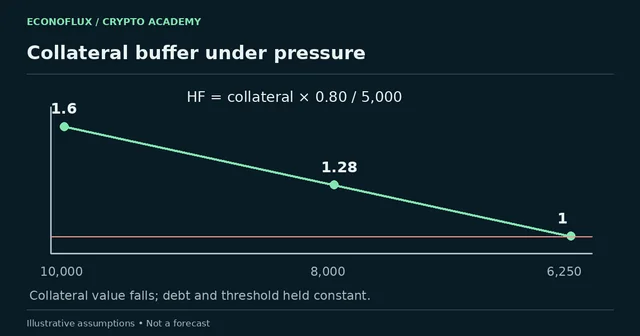 ECONOFLUX / CRYPTO ACADEMY
Collateral buffer under pressure
HF = collateral × 0.80 / 5,000
1.6
1.28
1
10,000 8,000 6,250
Collateral value falls; debt and threshold held constant.
Illustrative assumptions • Not a forecast